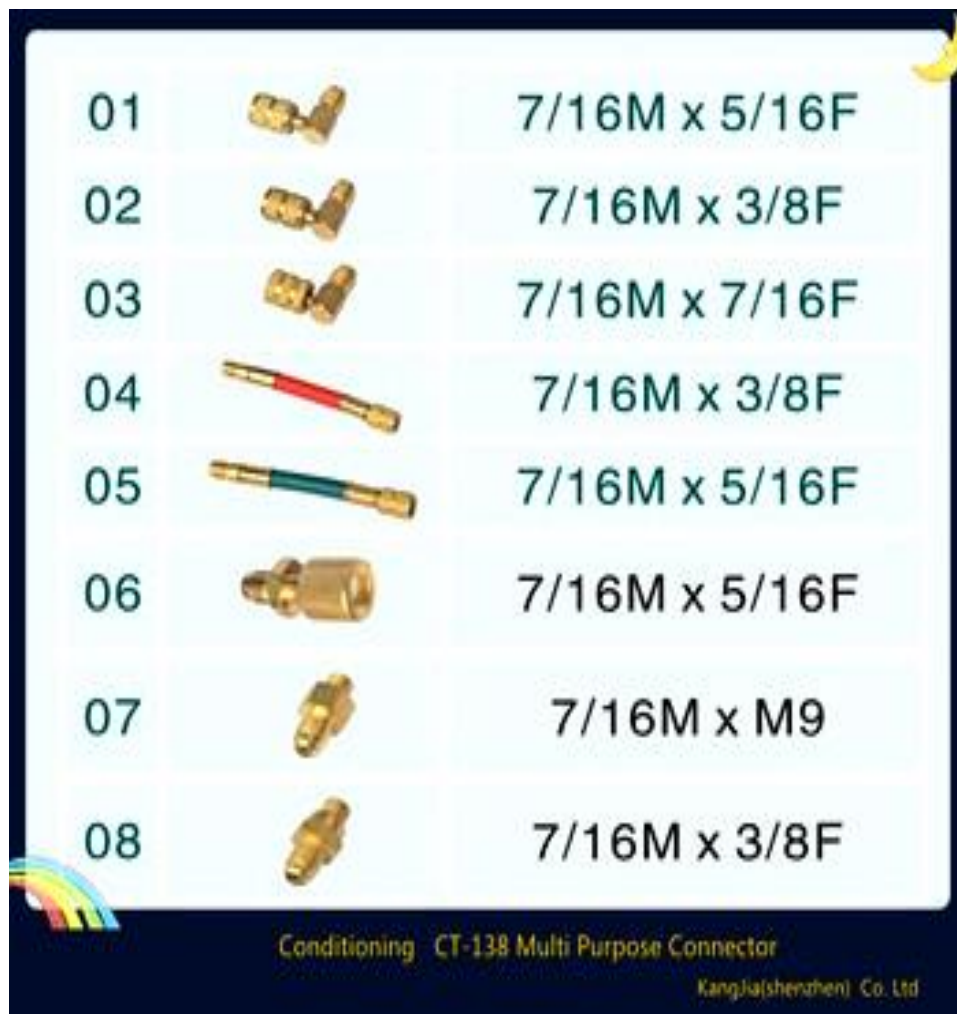 01 7/16M x 5/16F
02 7/16M x 3/8F
03 7/16M x 7/16F
04 7/16M x 3/8F
05 7/16M x 5/16F
06 7/16M x 5/16F
07 7/16M x M9
08 7/16M x 3/8F
Conditioning CT-138 Multi Purpose Connector
KangJia(shenzhen) Co. Ltd